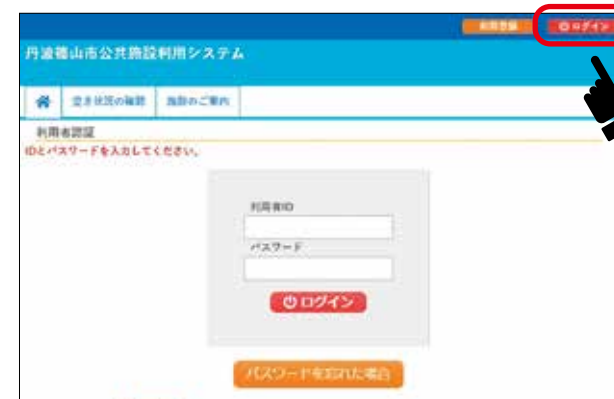 利用登録
ログイン
丹波篠山市公共施設利用システム
空き状況の確認
施設のご案内
利用者認証
IDとパスワードを入力してください。
利用者ID
パスワード
ログイン
パスワードを忘れた場合